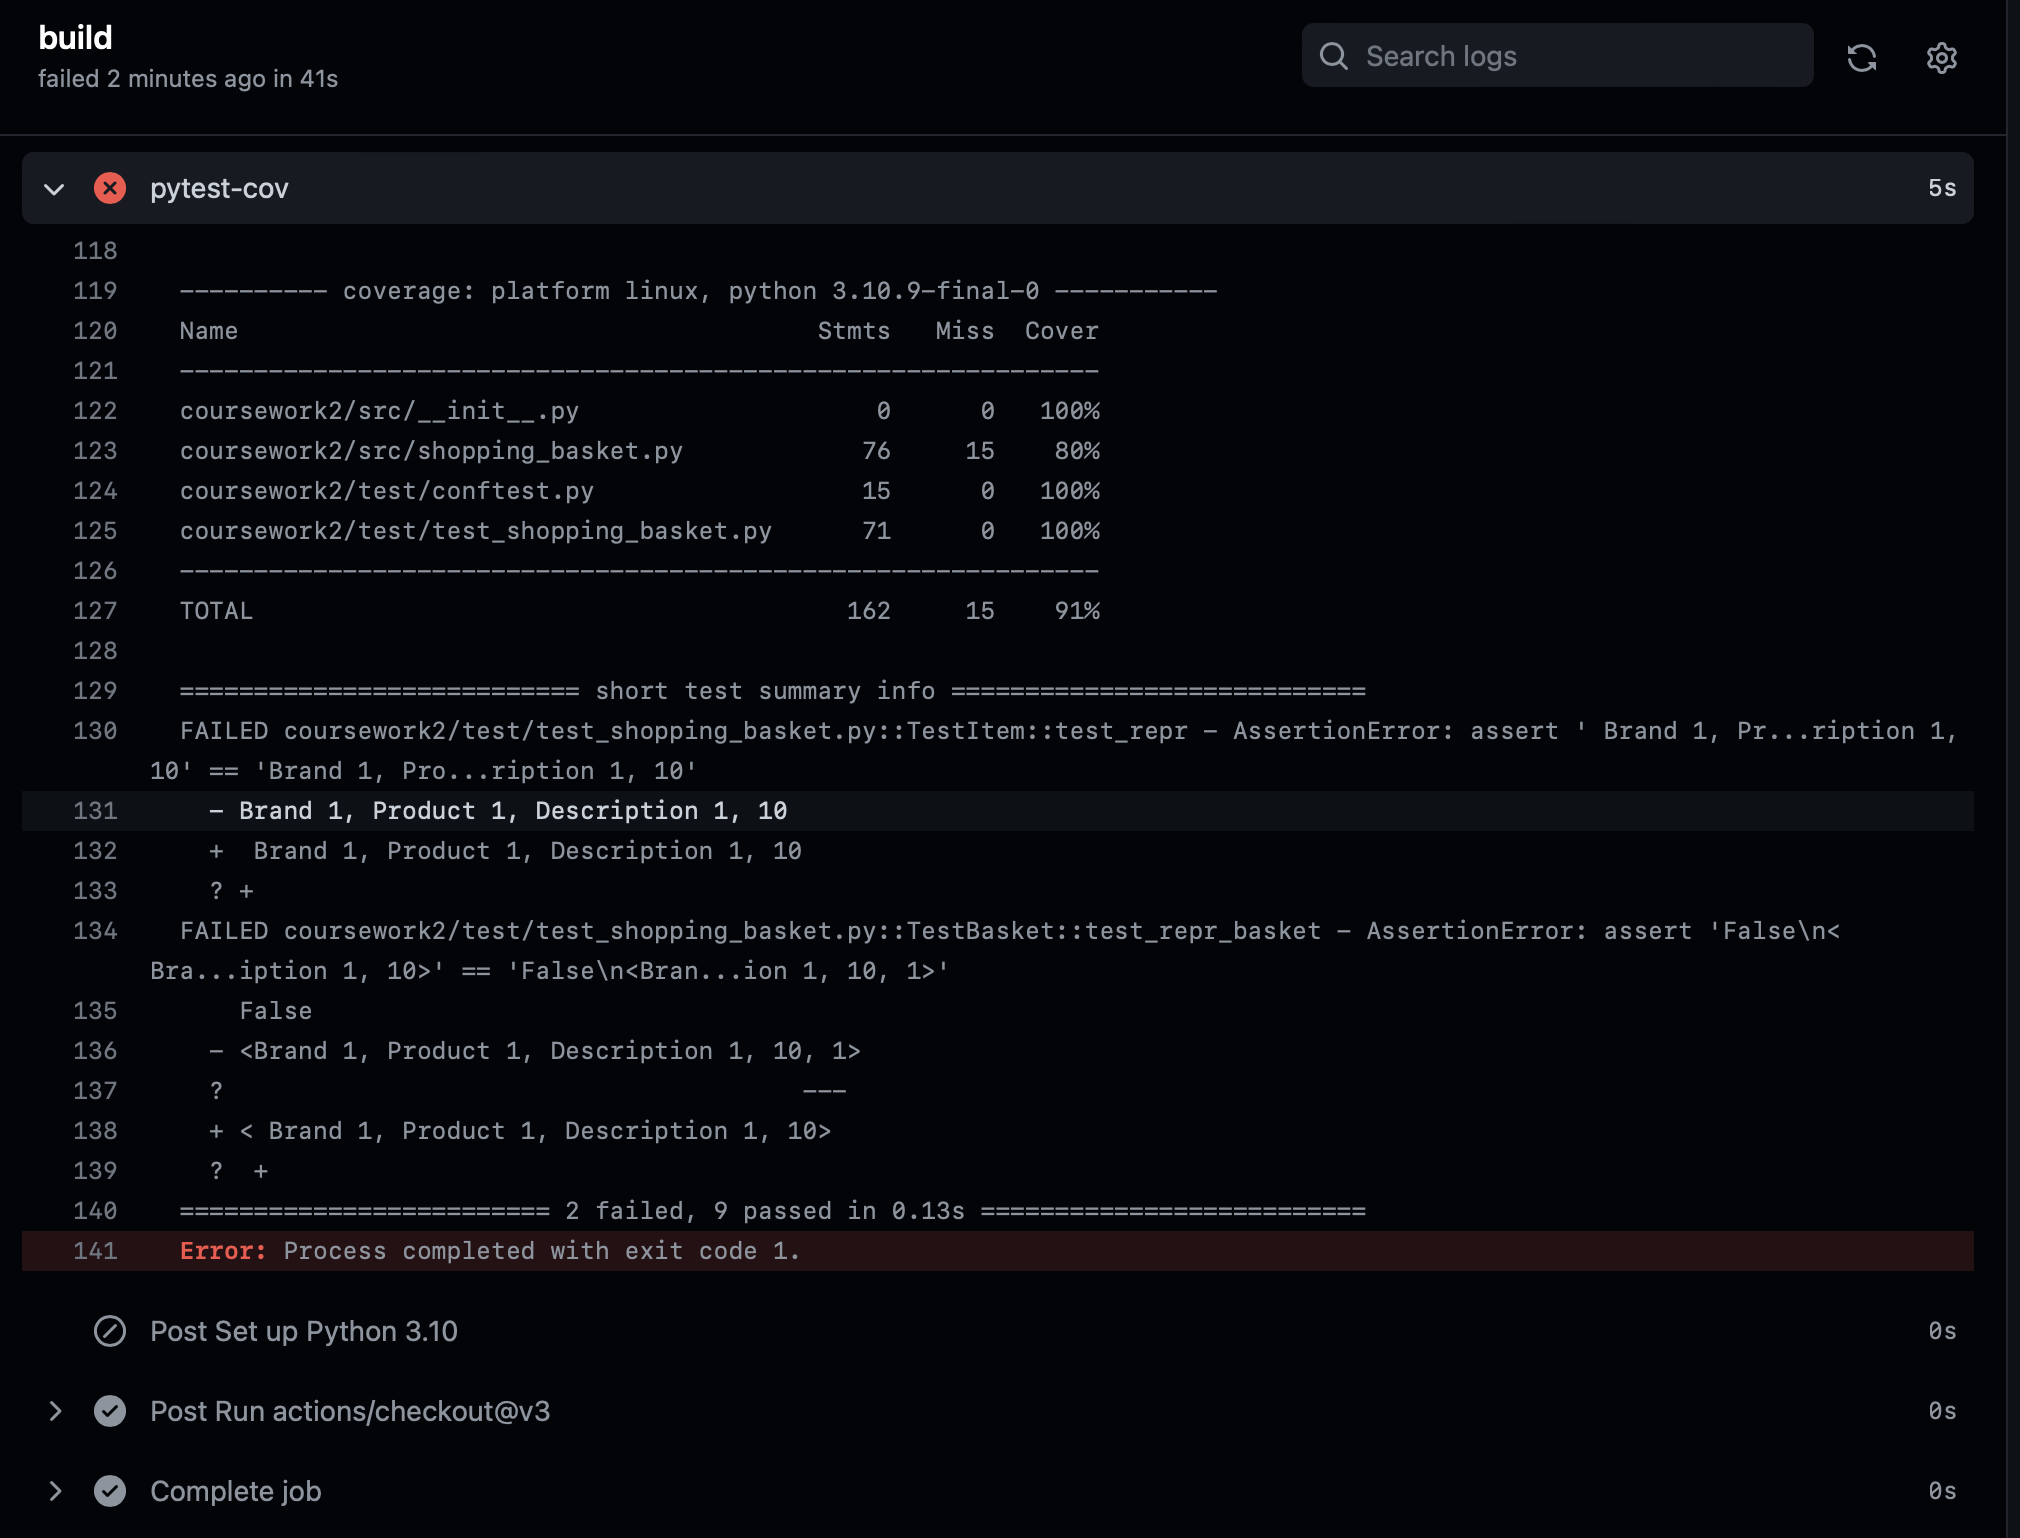 build
failed 2 minutes ago in 41s
Search logs
pytest-cov 5s
118
119 ---------- coverage: platform linux, python 3.10.9-final-0 -----------
120 Name                                           Stmts   Miss  Cover
121 --------------------------------------------------------------
122 coursework2/src/__init__.py                        0      0   100%
123 coursework2/src/shopping_basket.py                76     15    80%
124 coursework2/test/conftest.py                      15      0   100%
125 coursework2/test/test_shopping_basket.py          71      0   100%
126 --------------------------------------------------------------
127 TOTAL                                            162     15    91%
128
129 =========================== short test summary info ============================
130 FAILED coursework2/test/test_shopping_basket.py::TestItem::test_repr - AssertionError: assert ' Brand 1, Pr...ription 1,
10' == 'Brand 1, Pro...ription 1, 10'
131   - Brand 1, Product 1, Description 1, 10
132   +  Brand 1, Product 1, Description 1, 10
133   ? +
134 FAILED coursework2/test/test_shopping_basket.py::TestBasket::test_repr_basket - AssertionError: assert 'False\n<
Bra...iption 1, 10>' == 'False\n<Bran...ion 1, 10, 1>'
135     False
136   - <Brand 1, Product 1, Description 1, 10, 1>
137   ?                                       ---
138   + < Brand 1, Product 1, Description 1, 10>
139   ?  +
140 ========================= 2 failed, 9 passed in 0.13s ==========================
141 Error: Process completed with exit code 1.
Post Set up Python 3.10 0s
Post Run actions/checkout@v3 0s
Complete job 0s